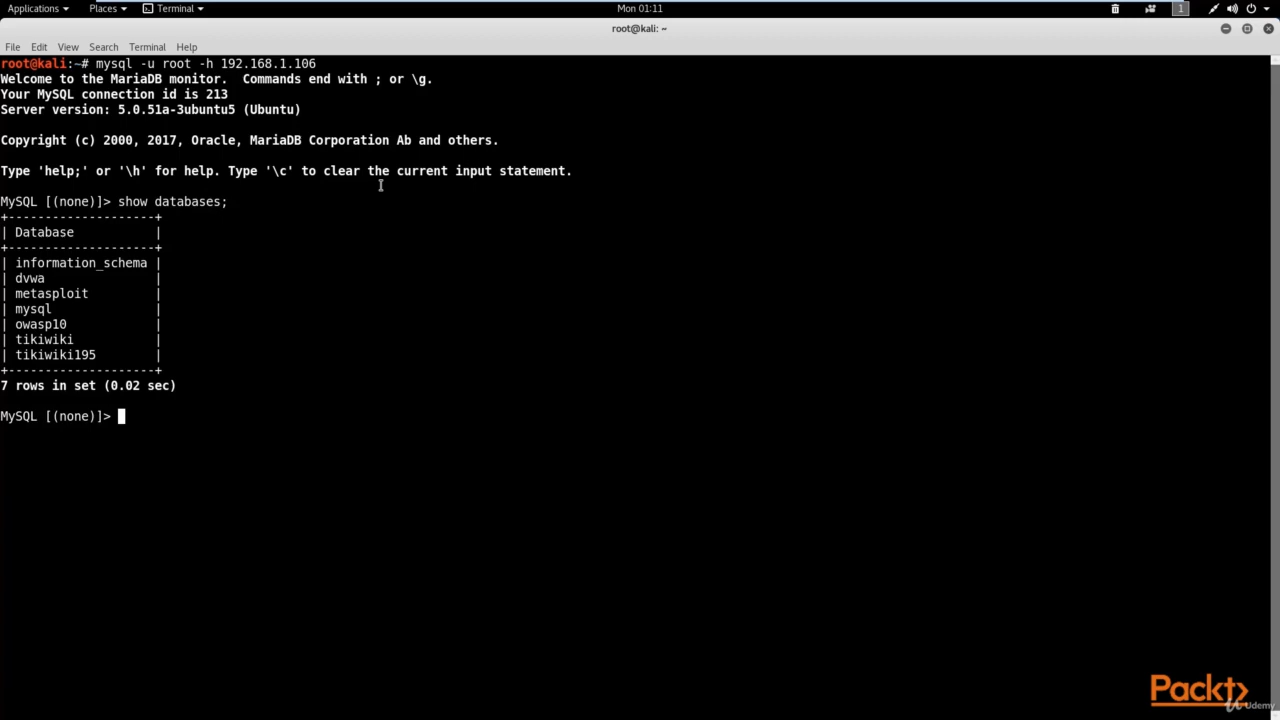 Applications Places Terminal Mon 01:11 1
root@kali: ~
File Edit View Search Terminal Help
root@kali:~# mysql -u root -h 192.168.1.106
Welcome to the MariaDB monitor.  Commands end with ; or \g.
Your MySQL connection id is 213
Server version: 5.0.51a-3ubuntu5 (Ubuntu)
Copyright (c) 2000, 2017, Oracle, MariaDB Corporation Ab and others.
Type 'help;' or '\h' for help. Type '\c' to clear the current input statement.
MySQL [(none)]> show databases;
+--------------------+
| Database           |
+--------------------+
| information_schema |
| dvwa               |
| metasploit         |
| mysql              |
| owasp10            |
| tikiwiki           |
| tikiwiki195        |
+--------------------+
7 rows in set (0.02 sec)
MySQL [(none)]>
Packt
Udemy